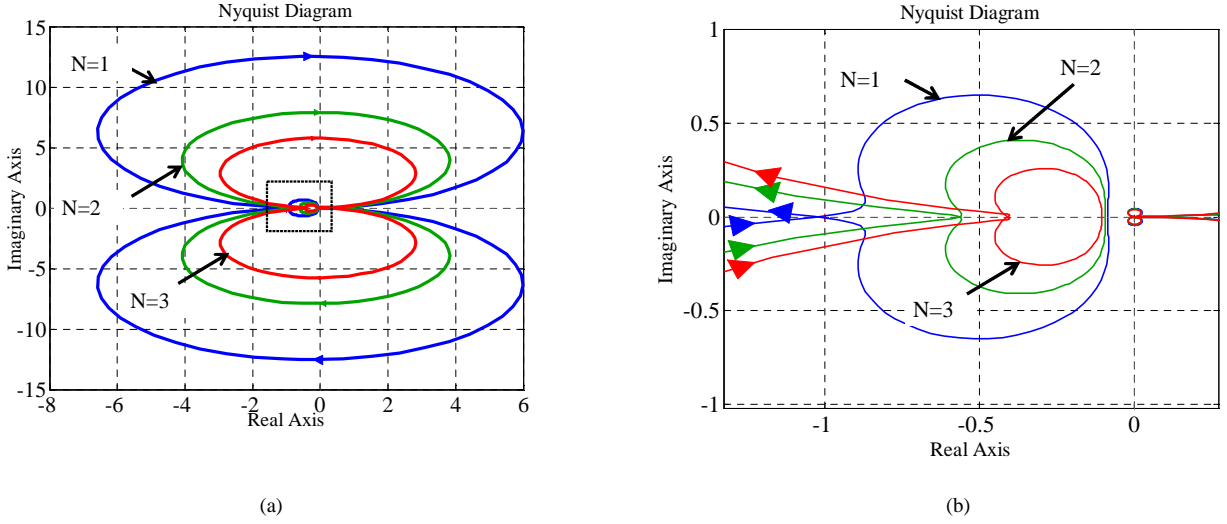 Nyquist Diagram
15
10
5
0
-5
-10
-15
-8
-6
-4
-2
0
2
4
6
Imaginary Axis
Real Axis
N=1
N=2
N=3
(a)
Nyquist Diagram
1
0.5
0
-0.5
-1
-1
-0.5
0
Imaginary Axis
Real Axis
N=1
N=2
N=3
(b)